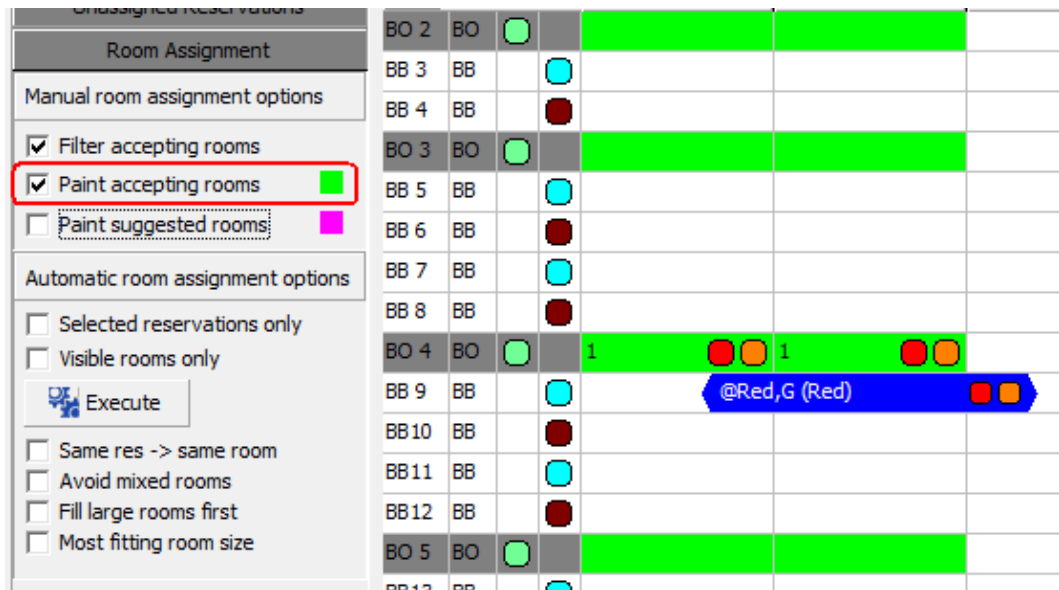 Unassigned Reservations
Room Assignment
Manual room assignment options
Filter accepting rooms
Paint accepting rooms
Paint suggested rooms
Automatic room assignment options
Selected reservations only
Visible rooms only
Execute
Same res -> same room
Avoid mixed rooms
Fill large rooms first
Most fitting room size
BO 2 BO
BB 3 BB
BB 4 BB
BO 3 BO
BB 5 BB
BB 6 BB
BB 7 BB
BB 8 BB
BO 4 BO 1 1
BB 9 BB @Red,G (Red)
BB10 BB
BB11 BB
BB12 BB
BO 5 BO
BB13 BB